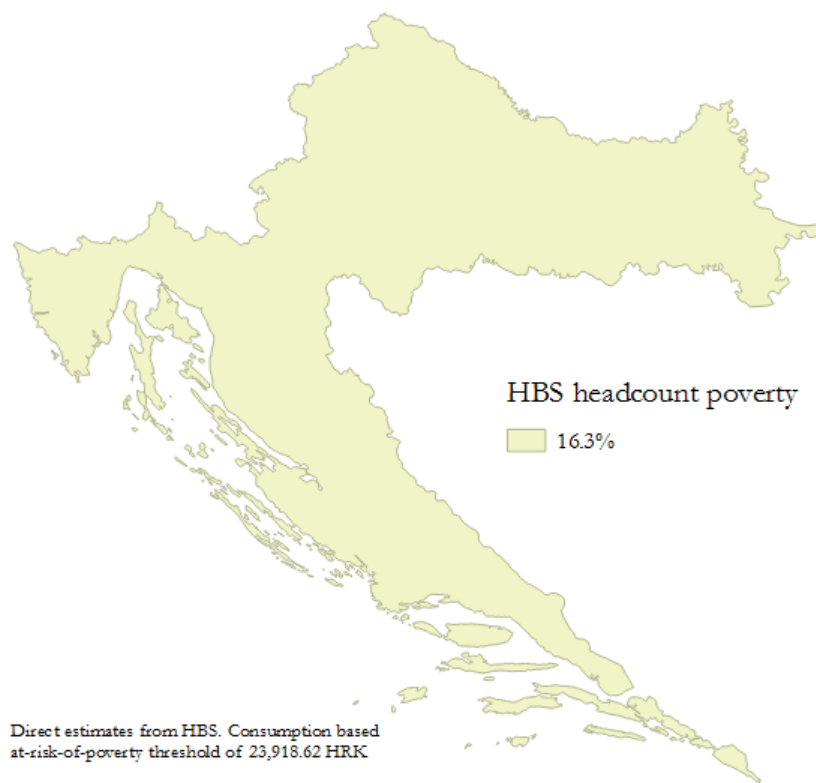 HBS headcount poverty
16.3%
Direct estimates from HBS. Consumption based
at-risk-of-poverty threshold of 23,918.62 HRK